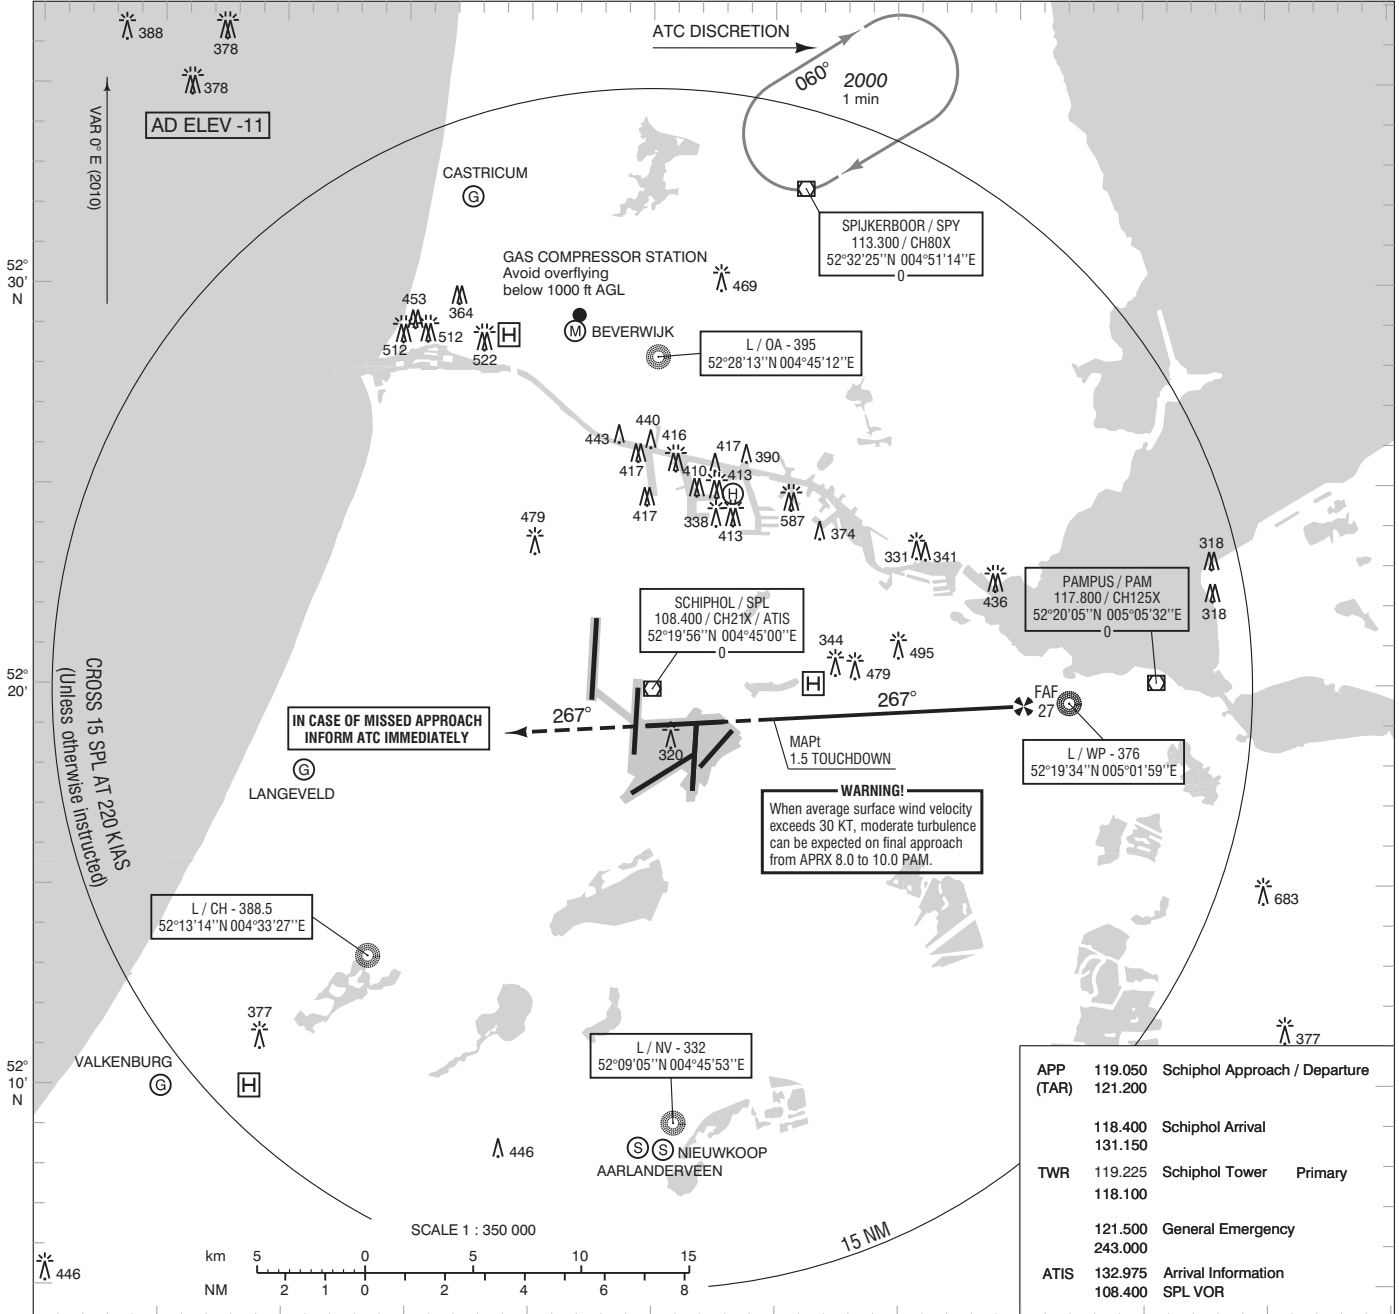 388
378
378
AD ELEV -11
VAR 0° E (2010)
ATC DISCRETION
060°
2000
1 min
CASTRICUM
G
SPIJKERBOOR / SPY
113.300 / CH80X
52°32'25''N 004°51'14''E
0
52°
30'
N
GAS COMPRESSOR STATION
Avoid overflying
below 1000 ft AGL
469
453
364
512
512
522
H
M BEVERWIJK
L / OA - 395
52°28'13''N 004°45'12''E
443
440
416
417
390
417
410
413
H
417
338
413
587
374
479
331
341
436
318
318
SCHIPHOL / SPL
108.400 / CH21X / ATIS
52°19'56''N 004°45'00''E
0
PAMPUS / PAM
117.800 / CH125X
52°20'05''N 005°05'32''E
0
344
479
495
H
52°
20'
N
CROSS 15 SPL AT 220 KIAS
(Unless otherwise instructed)
IN CASE OF MISSED APPROACH
INFORM ATC IMMEDIATELY
267°
267°
FAF
27
320
MAPt
1.5 TOUCHDOWN
L / WP - 376
52°19'34''N 005°01'59''E
G
LANGEVELD
WARNING!
When average surface wind velocity
exceeds 30 KT, moderate turbulence
can be expected on final approach
from APRX 8.0 to 10.0 PAM.
683
L / CH - 388.5
52°13'14''N 004°33'27''E
377
377
L / NV - 332
52°09'05''N 004°45'53''E
VALKENBURG
G
H
52°
10'
N
446
S S NIEUWKOOP
AARLANDERVEEN
446
15 NM
SCALE 1 : 350 000
km 5 0 5 10 15
NM 2 1 0 2 4 6 8
APP 119.050 Schiphol Approach / Departure
(TAR) 121.200
118.400 Schiphol Arrival
131.150
TWR 119.225 Schiphol Tower Primary
118.100
121.500 General Emergency
243.000
ATIS 132.975 Arrival Information
108.400 SPL VOR